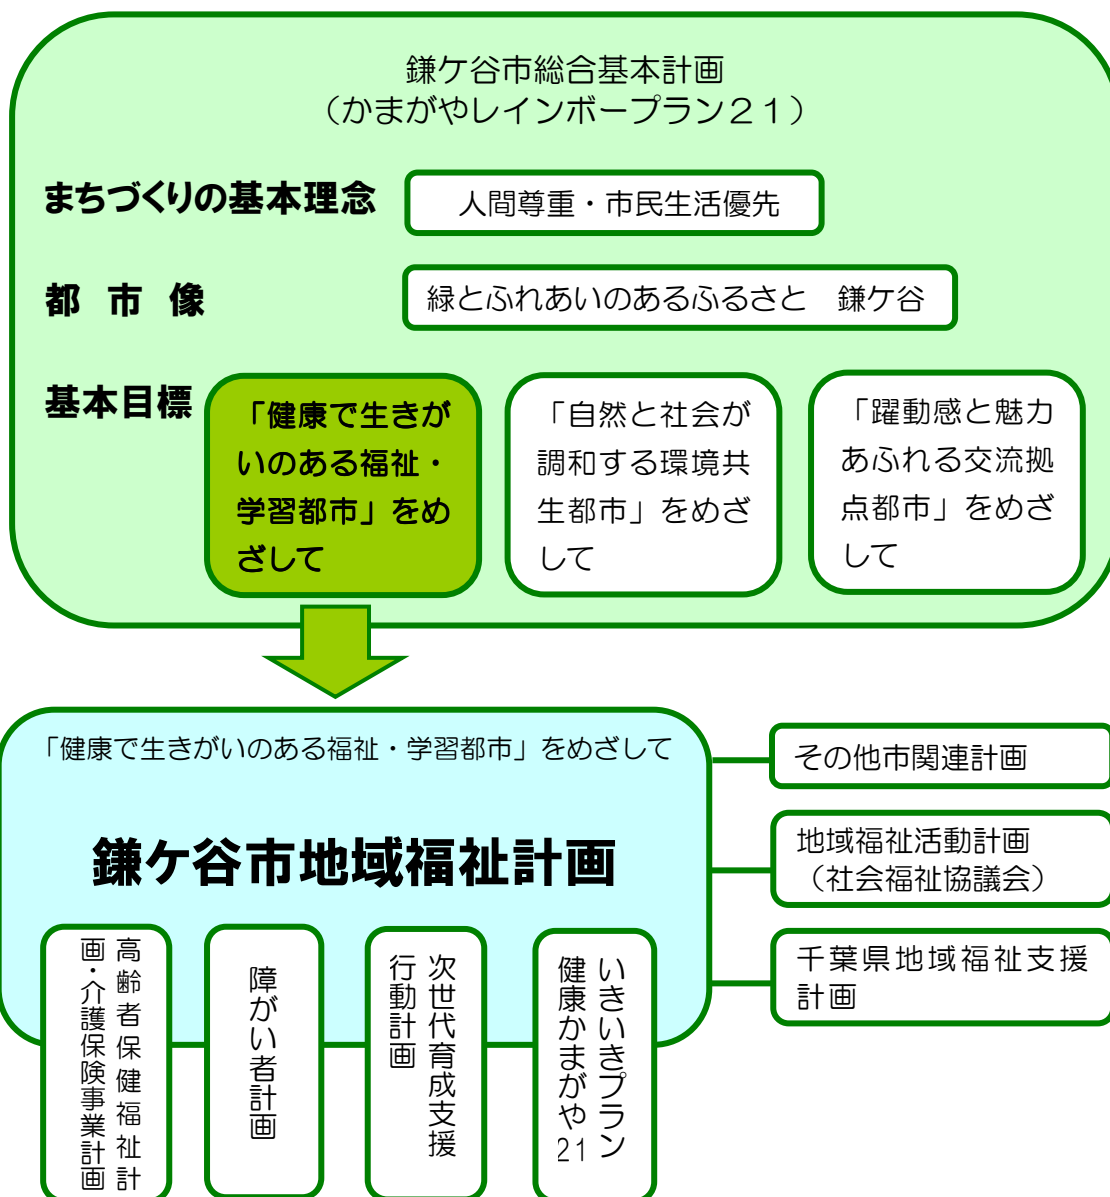 鎌ケ谷市総合基本計画
（かまがやレインボープラン２１）
まちづくりの基本理念
人間尊重・市民生活優先
都 市 像
緑とふれあいのあるふるさと　鎌ケ谷
基本目標
「健康で生きが
いのある福祉・
学習都市」をめ
ざして
「自然と社会が
調和する環境共
生都市」をめざ
して
「躍動感と魅力
あふれる交流拠
点都市」をめざ
して
「健康で生きがいのある福祉・学習都市」をめざして
鎌ケ谷市地域福祉計画
その他市関連計画
地域福祉活動計画
（社会福祉協議会）
千葉県地域福祉支援
計画
高齢者保健福祉計
画・介護保険事業計画
障がい者計画
次世代育成支援
行動計画
いきいきプラン
健康かまがや21